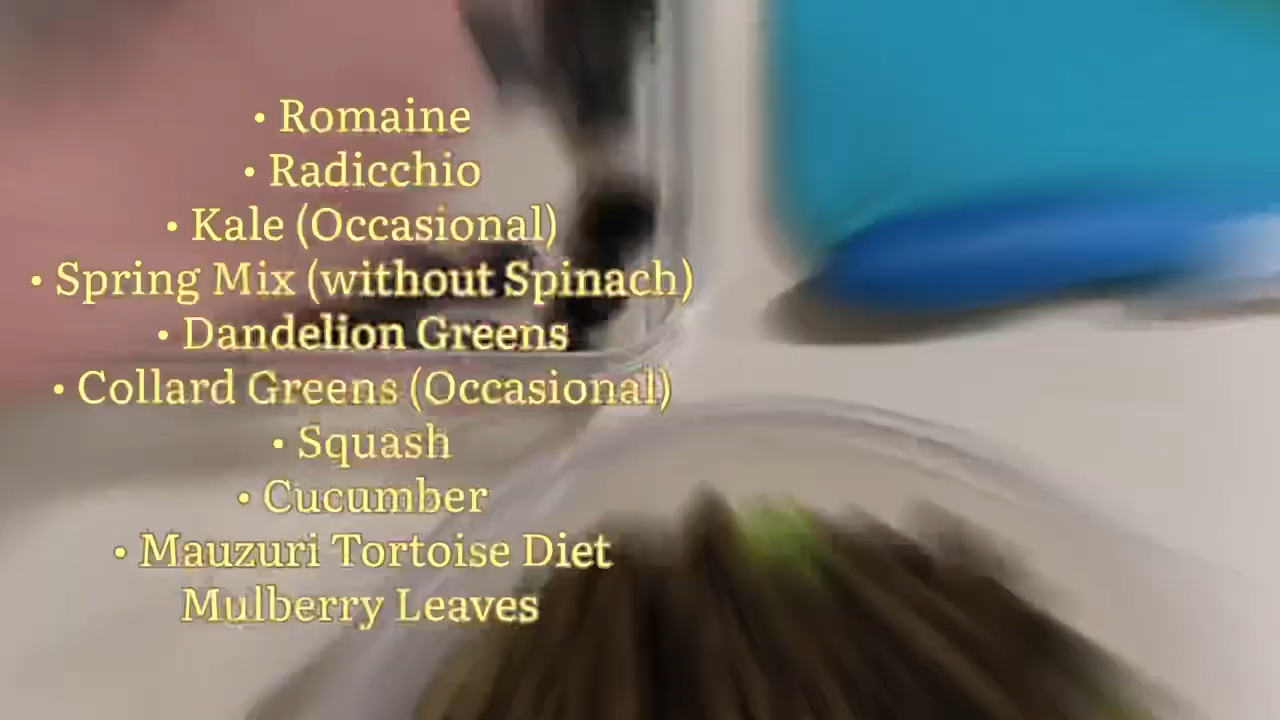 • Romaine
• Radicchio
• Kale (Occasional)
• Spring Mix (without Spinach)
• Dandelion Greens
• Collard Greens (Occasional)
• Squash
• Cucumber
• Mauzuri Tortoise Diet
Mulberry Leaves